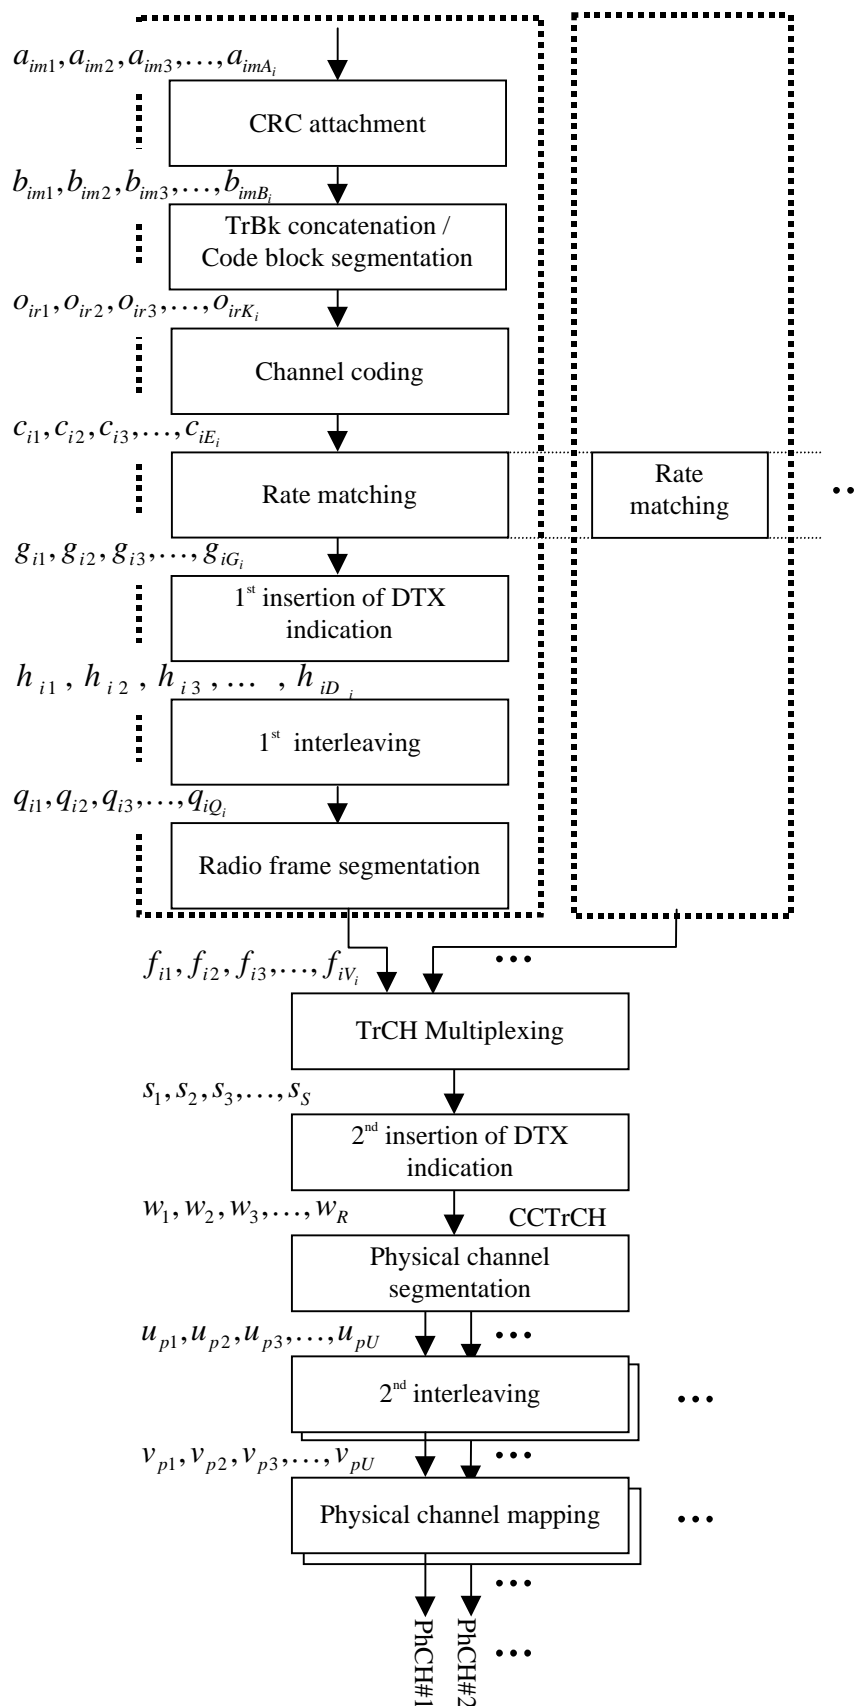 a_{im1}, a_{im2}, a_{im3}, …, a_{imA_i}
CRC attachment
b_{im1}, b_{im2}, b_{im3}, …, b_{imB_i}
TrBk concatenation /
Code block segmentation
o_{ir1}, o_{ir2}, o_{ir3}, …, o_{irK_i}
Channel coding
c_{i1}, c_{i2}, c_{i3}, …, c_{iE_i}
Rate matching
Rate
matching
g_{i1}, g_{i2}, g_{i3}, …, g_{iG_i}
1st insertion of DTX
indication
h_{i1}, h_{i2}, h_{i3}, …, h_{iD_i}
1st interleaving
q_{i1}, q_{i2}, q_{i3}, …, q_{iQ_i}
Radio frame segmentation
f_{i1}, f_{i2}, f_{i3}, …, f_{iV_i}
TrCH Multiplexing
s_1, s_2, s_3, …, s_S
2nd insertion of DTX
indication
w_1, w_2, w_3, …, w_R
CCTrCH
Physical channel
segmentation
u_{p1}, u_{p2}, u_{p3}, …, u_{pU}
2nd interleaving
v_{p1}, v_{p2}, v_{p3}, …, v_{pU}
Physical channel mapping
PhCH#1
PhCH#2